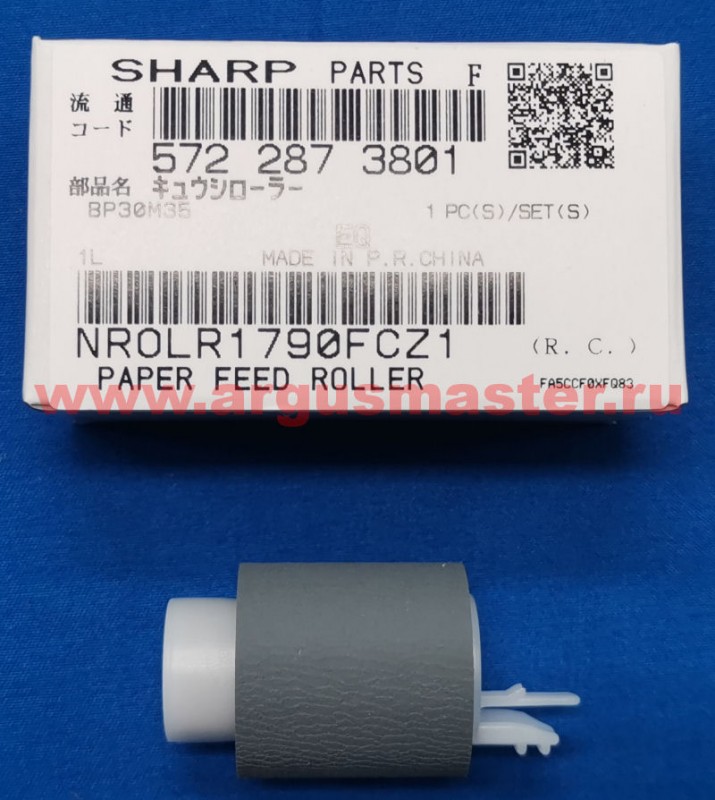 SHARP PARTS F
流通
コード
572 287 3801
部品名 キュウシローラー
BP30M35 1 PC(S)/SET(S)
EQ
1L MADE IN P.R.CHINA
NROLR1790FCZ1 (R. C.)
PAPER FEED ROLLER FA5CCF0XFQ83
www.argusmaster.ru